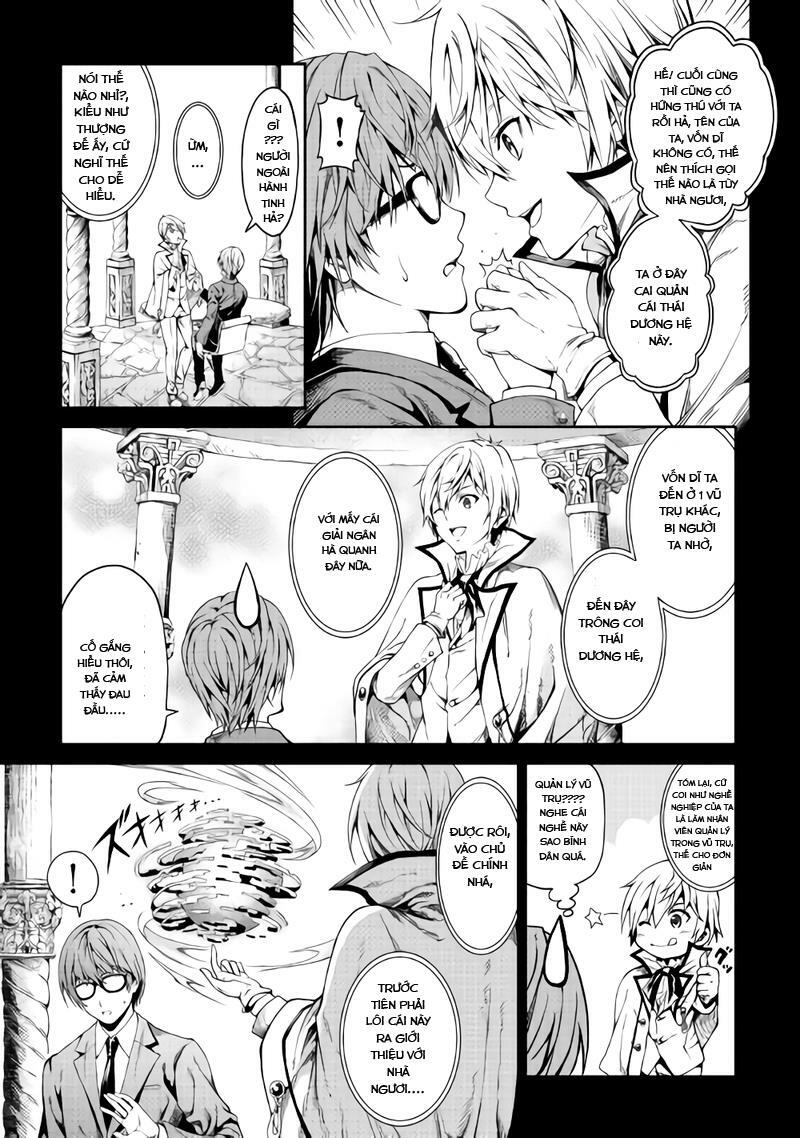 HẾ! CUỐI CÙNG
THÌ CŨNG CÓ
HỨNG THÚ VỚI TA
RỒI HẢ, TÊN CỦA
TA, VỐN DĨ
KHÔNG CÓ, THẾ
NÊN THÍCH GỌI
THẾ NÀO LÀ TÙY
NHÀ NGƯƠI,
!
TA Ở ĐÂY
CAI QUẢN
CÁI THÁI
DƯƠNG HỆ
NÀY.
CÁI
GÌ
???
NGƯỜI
NGOÀI
HÀNH
TINH
HẢ?
ỪM,
...
NÓI THẾ
NÀO NHỈ?,
KIỂU NHƯ
THƯỢNG
ĐẾ ẤY, CỨ
NGHĨ THẾ
CHO DỄ
HIỂU.
VỐN DĨ TA
ĐẾN Ở 1 VŨ
TRỤ KHÁC,
BỊ NGƯỜI
TA NHỜ,
ĐẾN ĐÂY
TRÔNG COI
THÁI
DƯƠNG HỆ,
VỚI MẤY CÁI
GIẢI NGÂN
HÀ QUANH
ĐÂY NỮA.
CỐ GẮNG
HIỂU THÔI,
ĐÃ CẢM
THẤY ĐAU
ĐẦU.....
TÓM LẠI, CỨ
COI NHƯ NGHỀ
NGHIỆP CỦA TA
LÀ LÀM NHÂN
VIÊN QUẢN LÝ
TRONG VŨ TRỤ,
THẾ CHO ĐƠN
GIẢN
QUẢN LÝ VŨ
TRỤ????
NGHE CÁI
NGHỀ NÀY
SAO BÌNH
DÂN QUÁ.
グッ
ĐƯỢC RỒI,
VÀO CHỦ
ĐỀ CHÍNH
NHÁ,
ズオオオオ...
!
TRƯỚC
TIÊN PHẢI
LÔI CÁI NÀY
RA GIỚI
THIỆU VỚI
NHÀ
NGƯƠI....